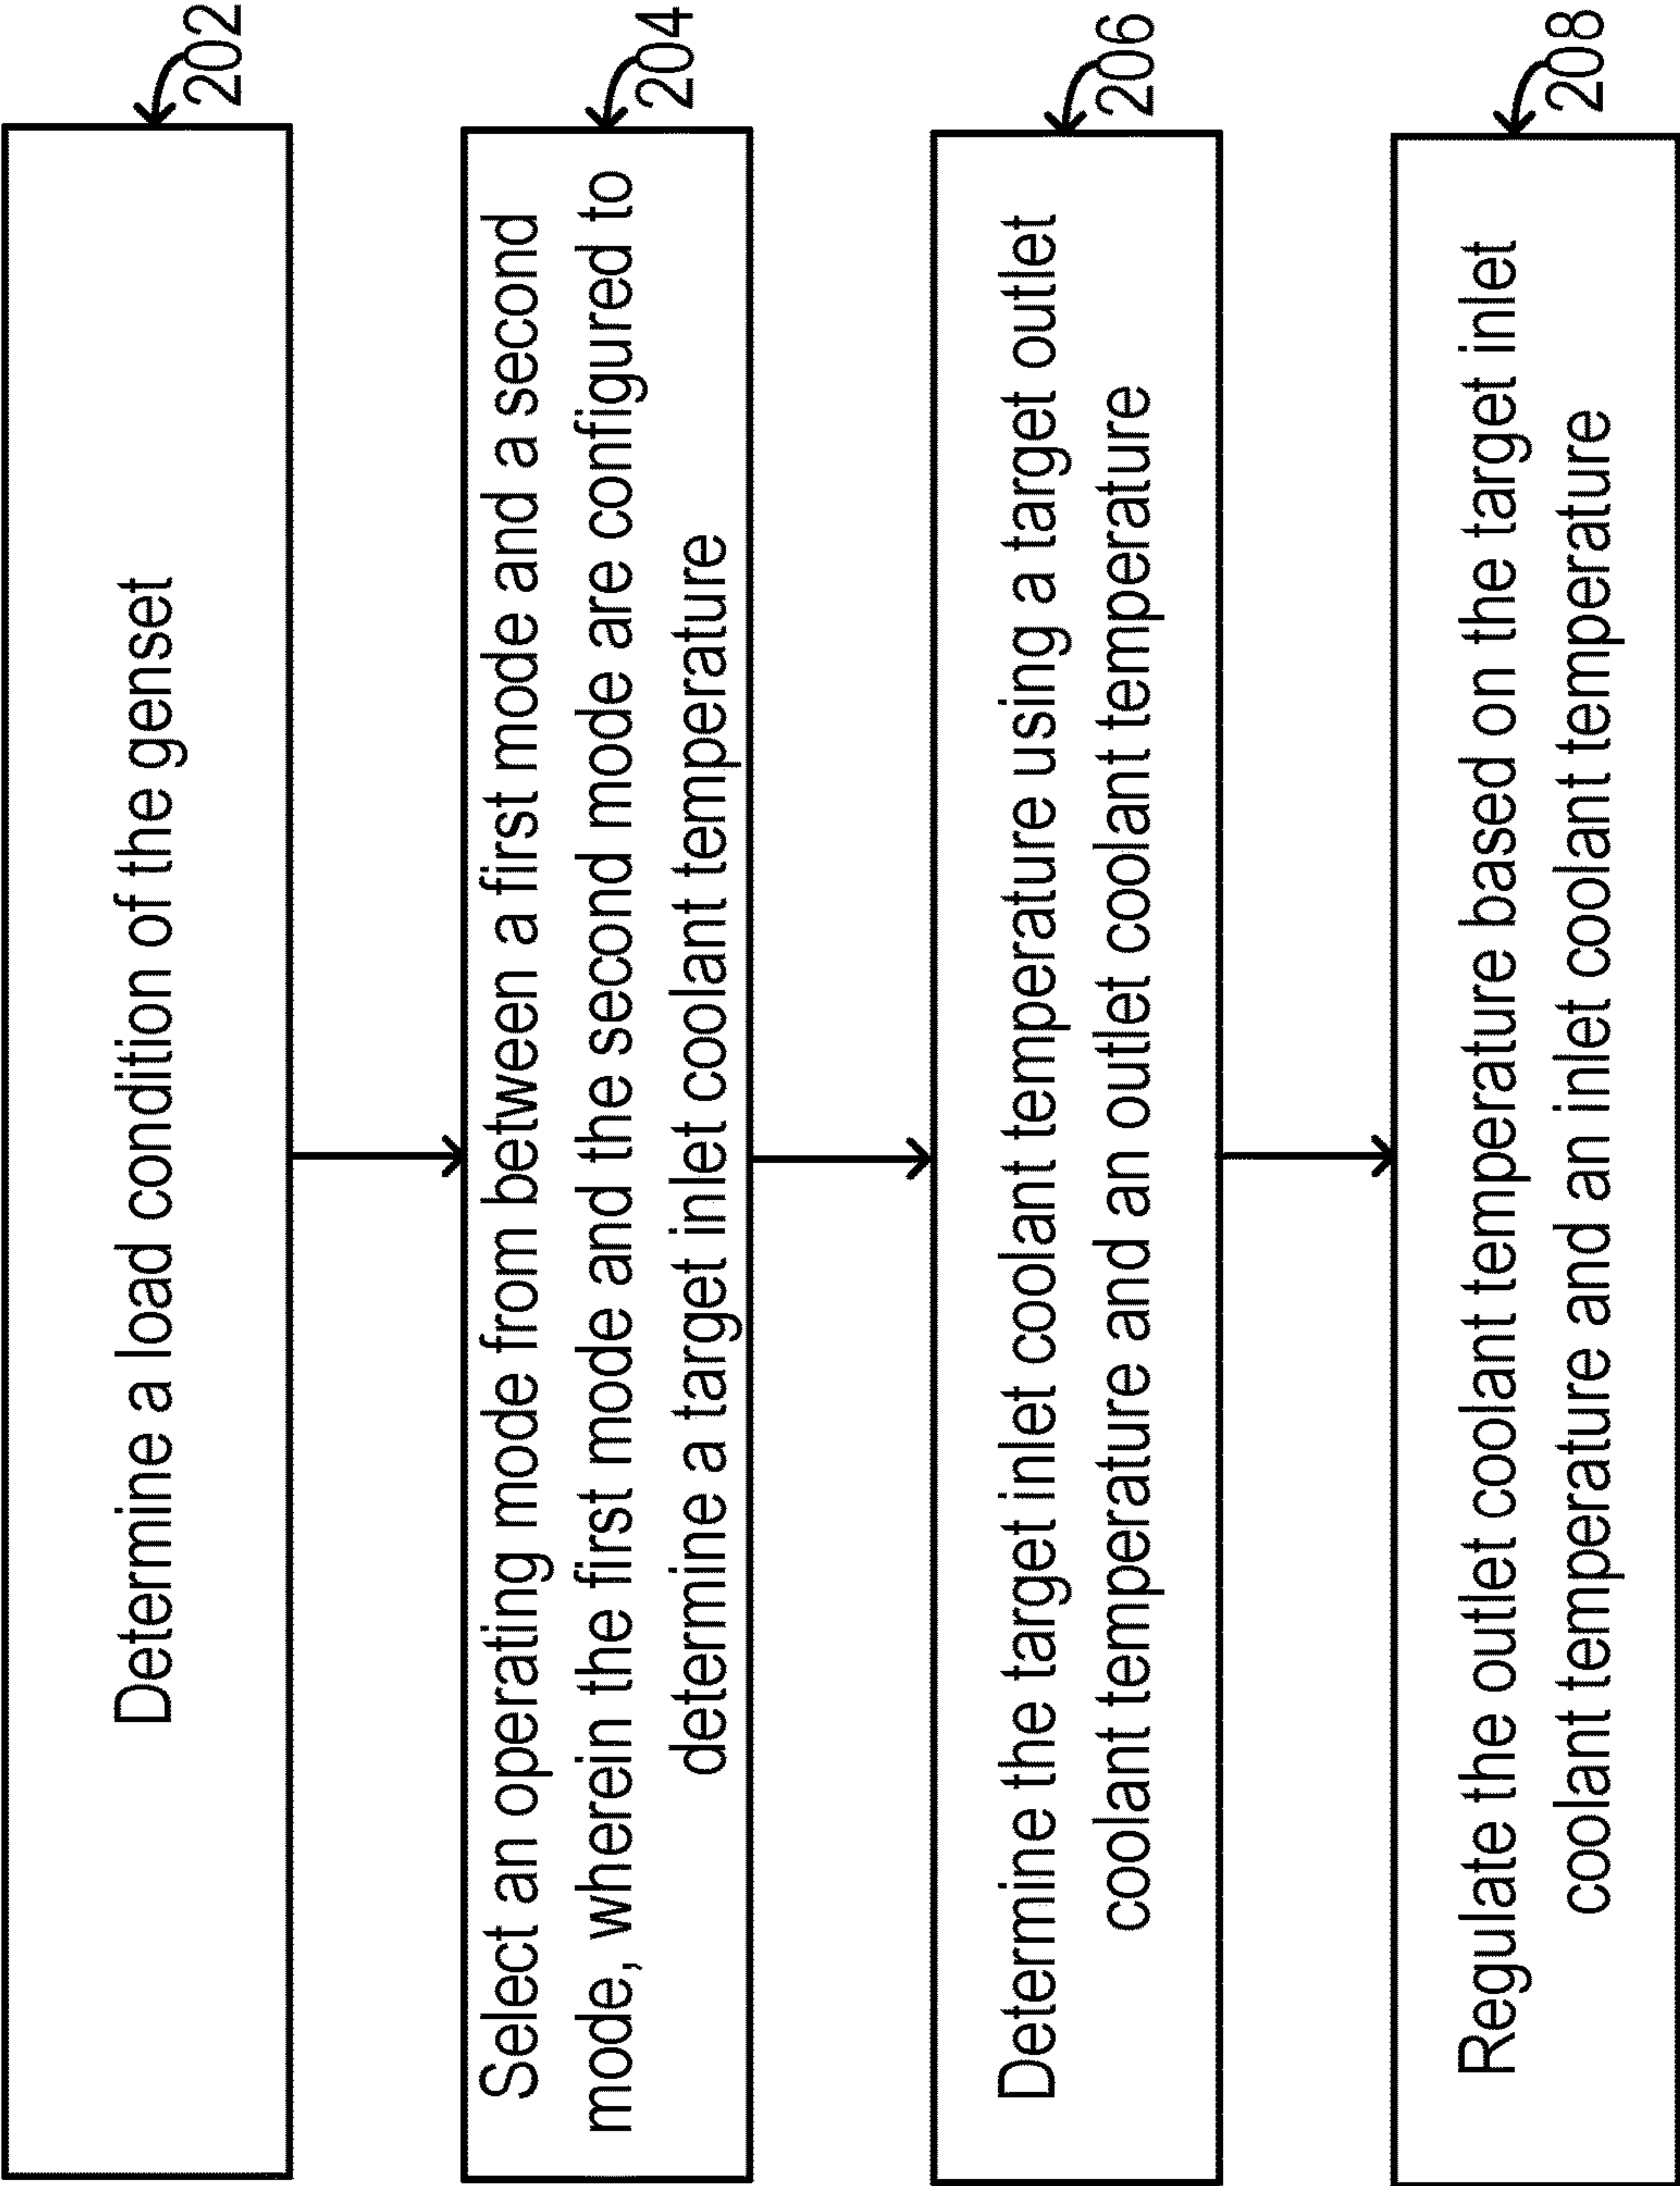 Determine a load condition of the genset
202
Select an operating mode from between a first mode and a second
mode, wherein the first mode and the second mode are configured to
determine a target inlet coolant temperature
204
Determine the target inlet coolant temperature using a target outlet
coolant temperature and an outlet coolant temperature
206
Regulate the outlet coolant temperature based on the target inlet
coolant temperature and an inlet coolant temperature
208